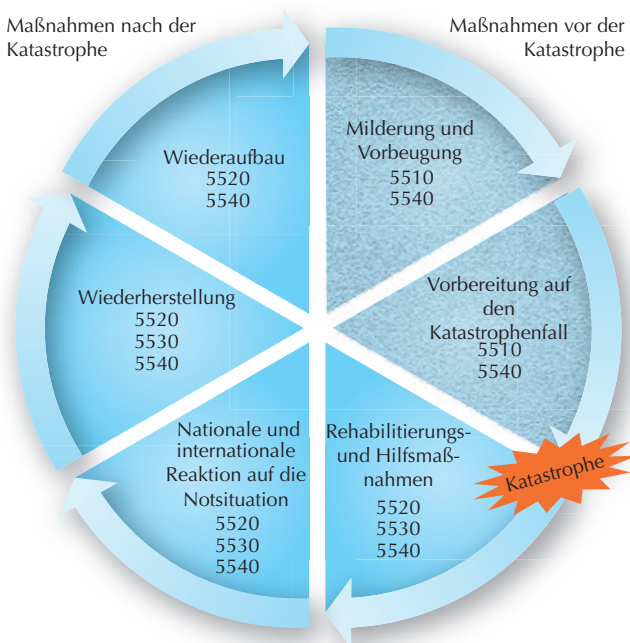 Maßnahmen nach der
Katastrophe
Maßnahmen vor der
Katastrophe
Milderung und
Vorbeugung
5510
5540
Vorbereitung auf
den
Katastrophenfall
5510
5540
Katastrophe
Rehabilitierungs-
und Hilfsmaß-
nahmen
5520
5530
5540
Nationale und
internationale
Reaktion auf die
Notsituation
5520
5530
5540
Wiederherstellung
5520
5530
5540
Wiederaufbau
5520
5540